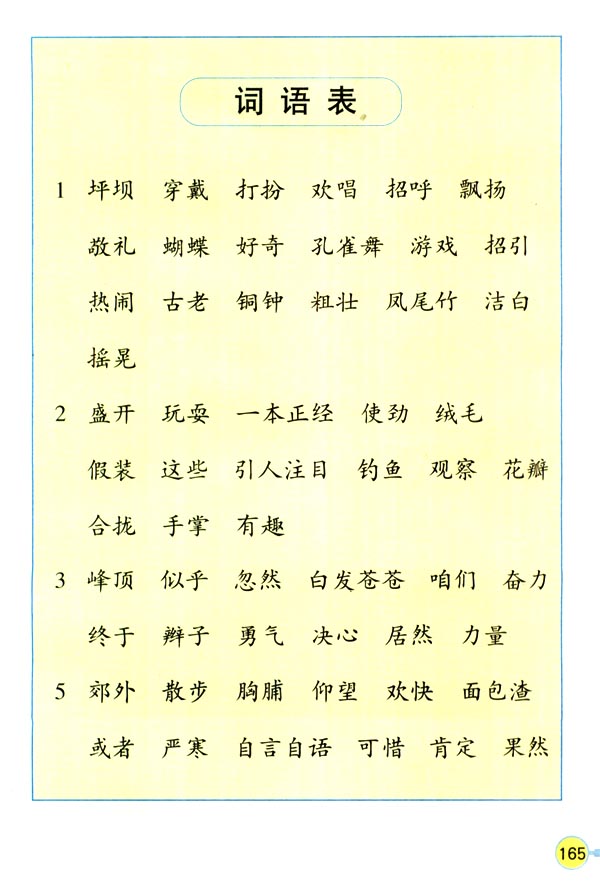 词语表
1 坪坝 穿戴 打扮 欢唱 招呼 飘扬
敬礼 蝴蝶 好奇 孔雀舞 游戏 招引
热闹 古老 铜钟 粗壮 凤尾竹 洁白
摇晃
2 盛开 玩耍 一本正经 使劲 绒毛
假装 这些 引人注目 钓鱼 观察 花瓣
合拢 手掌 有趣
3 峰顶 似乎 忽然 白发苍苍 咱们 奋力
终于 辫子 勇气 决心 居然 力量
5 郊外 散步 胸脯 仰望 欢快 面包渣
或者 严寒 自言自语 可惜 肯定 果然
165